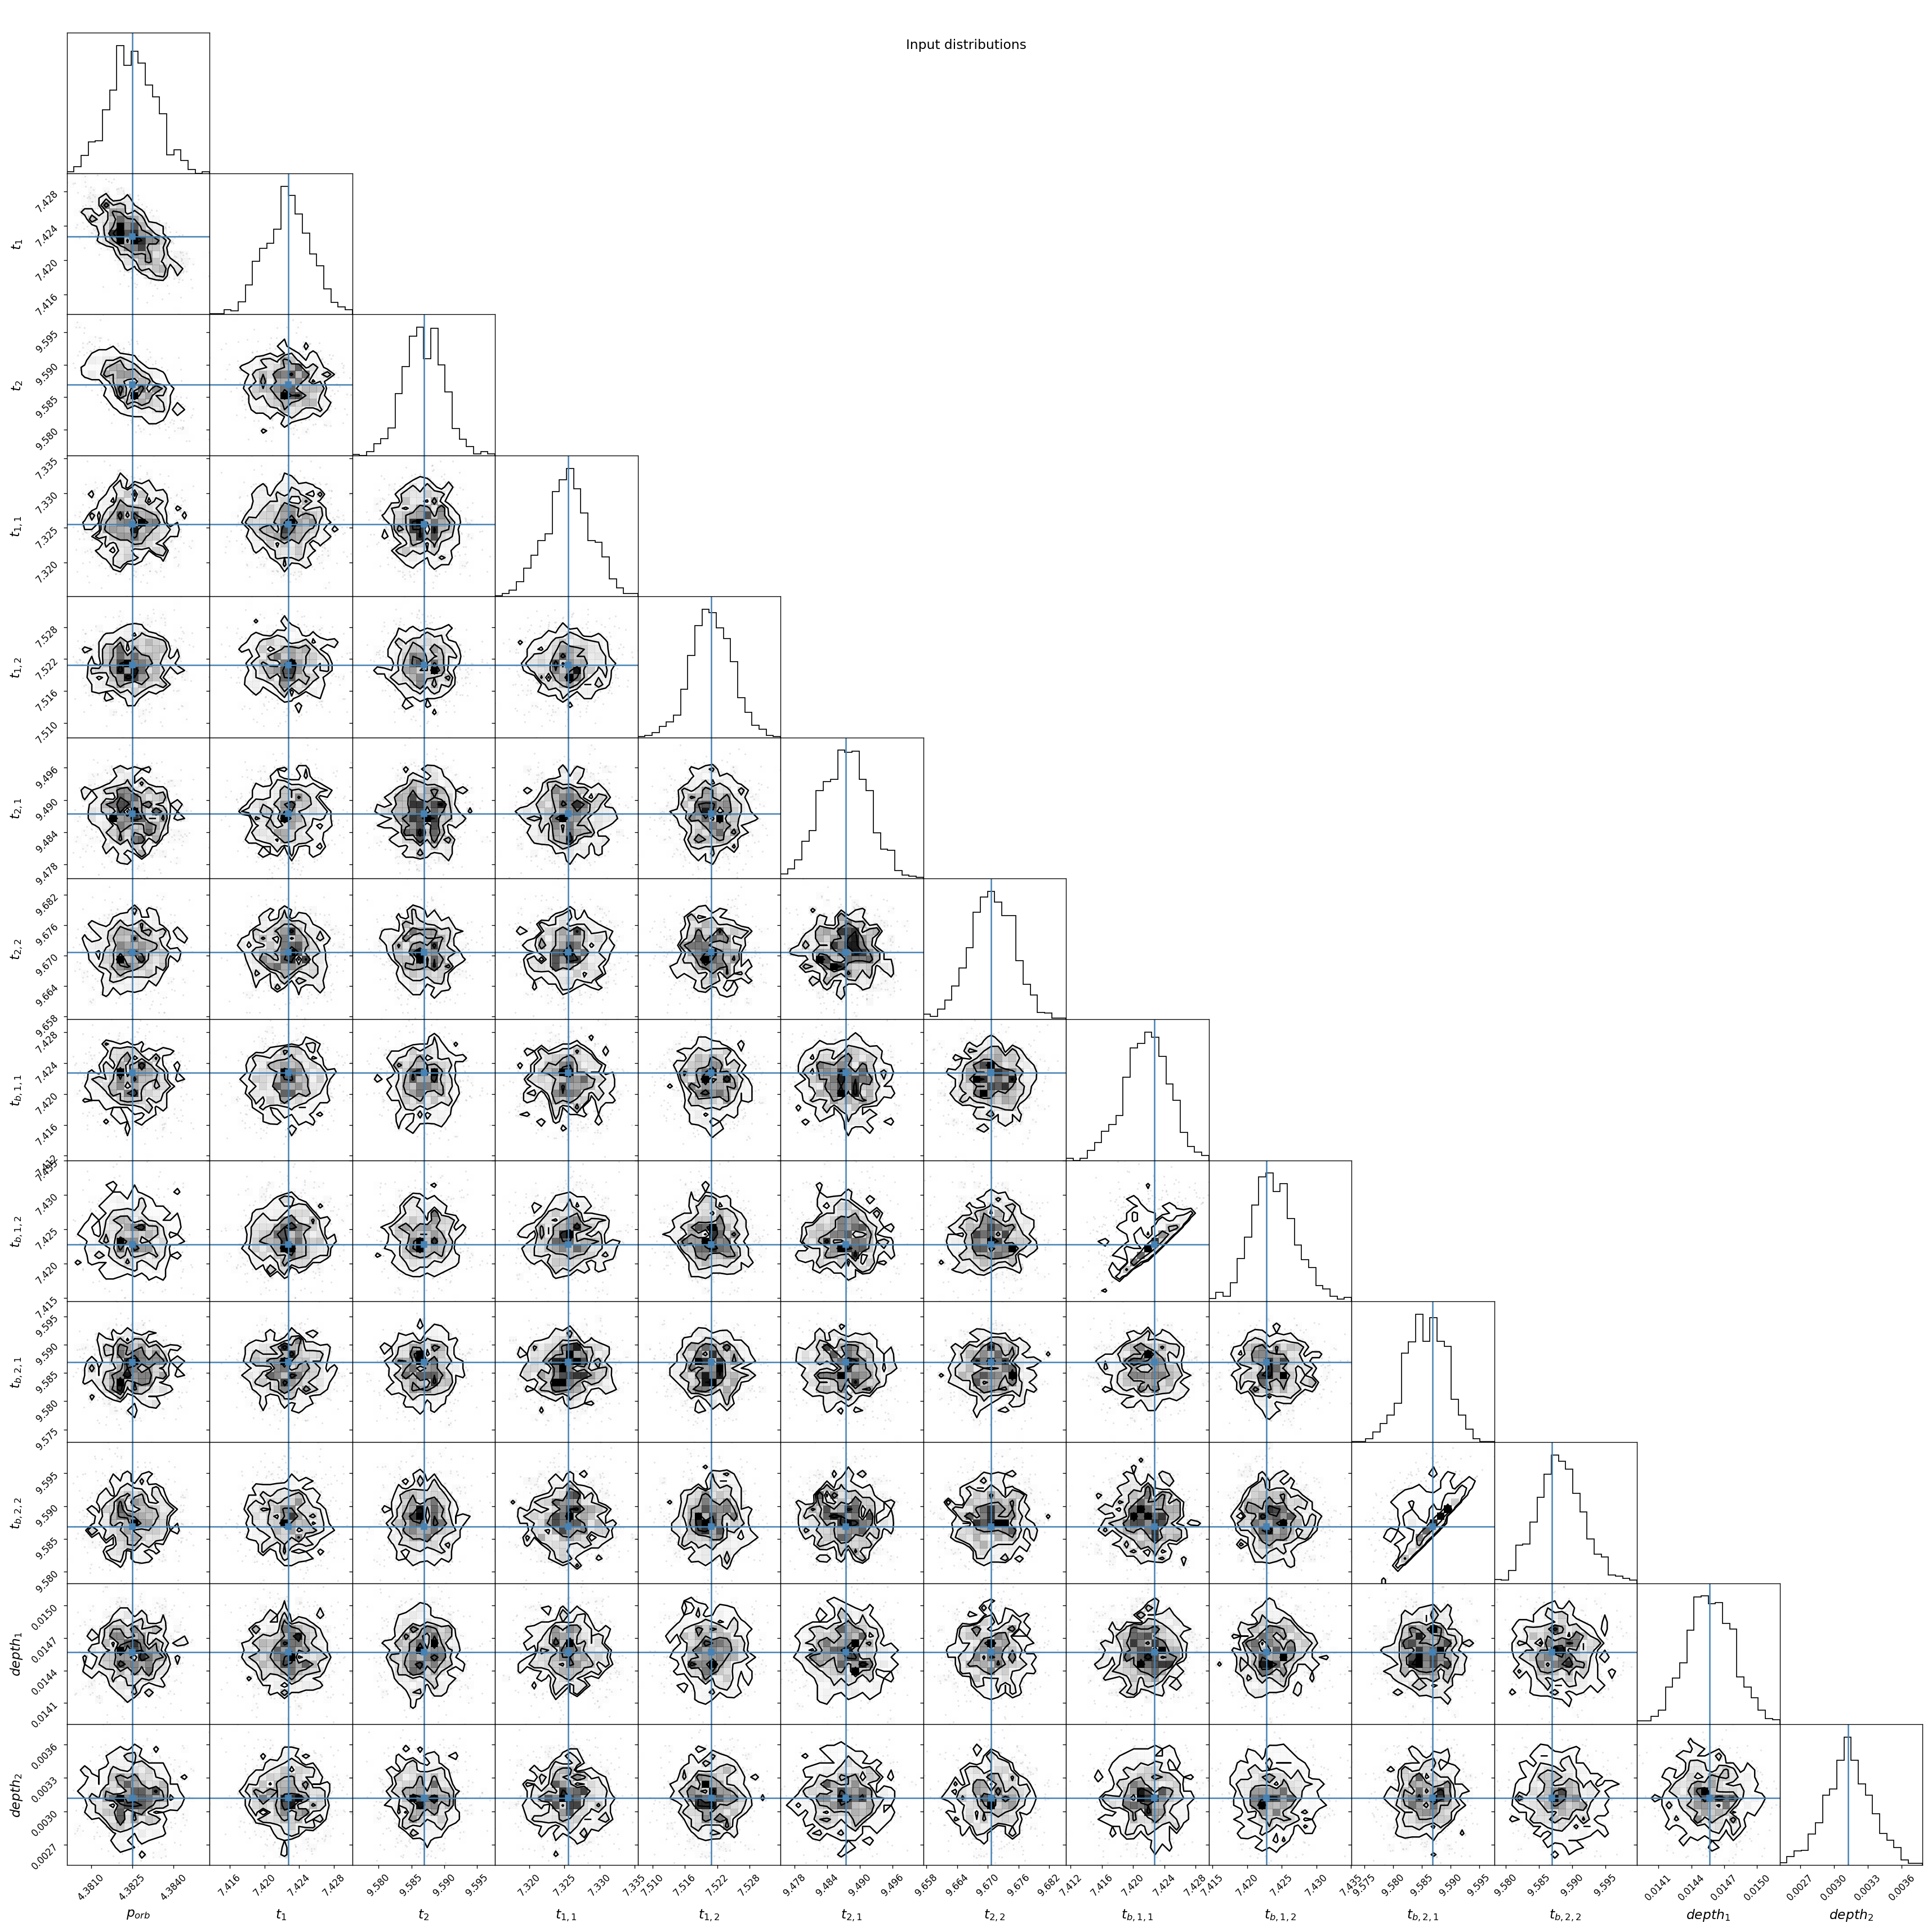 Input distributions
t_1
7.428
7.424
7.420
7.416
t_2
9.595
9.590
9.585
9.580
t_{1,1}
7.335
7.330
7.325
7.320
t_{1,2}
7.528
7.522
7.516
7.510
t_{2,1}
9.496
9.490
9.484
9.478
t_{2,2}
9.682
9.676
9.670
9.664
9.658
t_{b,1,1}
7.428
7.424
7.420
7.416
7.412
t_{b,1,2}
7.435
7.430
7.425
7.420
7.415
t_{b,2,1}
9.595
9.590
9.585
9.580
9.575
t_{b,2,2}
9.595
9.590
9.585
9.580
depth_1
0.0150
0.0147
0.0144
0.0141
depth_2
0.0036
0.0033
0.0030
0.0027
4.3810 4.3825 4.3840
7.416 7.420 7.424 7.428
9.580 9.585 9.590 9.595
7.320 7.325 7.330 7.335
7.510 7.516 7.522 7.528
9.478 9.484 9.490 9.496
9.658 9.664 9.670 9.676 9.682
7.412 7.416 7.420 7.424 7.428
7.415 7.420 7.425 7.430 7.435
9.575 9.580 9.585 9.590 9.595
9.580 9.585 9.590 9.595
0.0141 0.0144 0.0147 0.0150
0.0027 0.0030 0.0033 0.0036
p_{orb} t_1 t_2 t_{1,1} t_{1,2} t_{2,1} t_{2,2} t_{b,1,1} t_{b,1,2} t_{b,2,1} t_{b,2,2} depth_1 depth_2